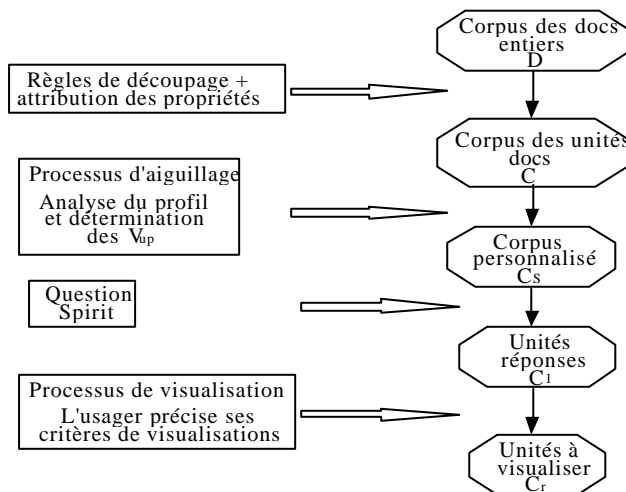 Corpus des docs
entiers
D
Règles de découpage +
attribution des propriétés
Corpus des unités
docs
C
Processus d'aiguillage
Analyse du profil
et détermination
des Vup
Corpus
personnalisé
Cs
Question
Spirit
Unités
réponses
C1
Processus de visualisation
L'usager précise ses
critères de visualisations
Unités à
visualiser
Cr